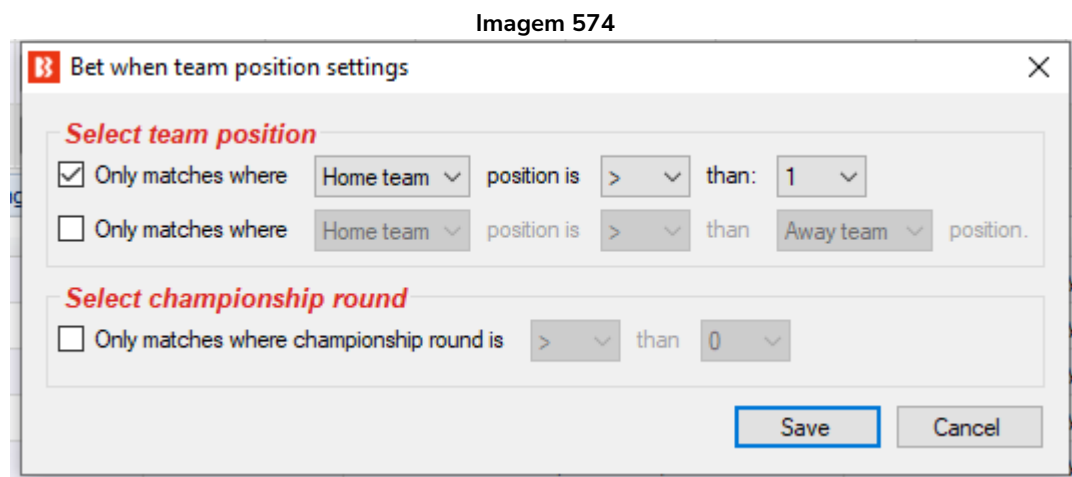 Imagem 574
Bet when team position settings
Select team position
Only matches where Home team position is > than: 1
Only matches where Home team position is > than Away team position.
Select championship round
Only matches where championship round is > than 0
Save Cancel